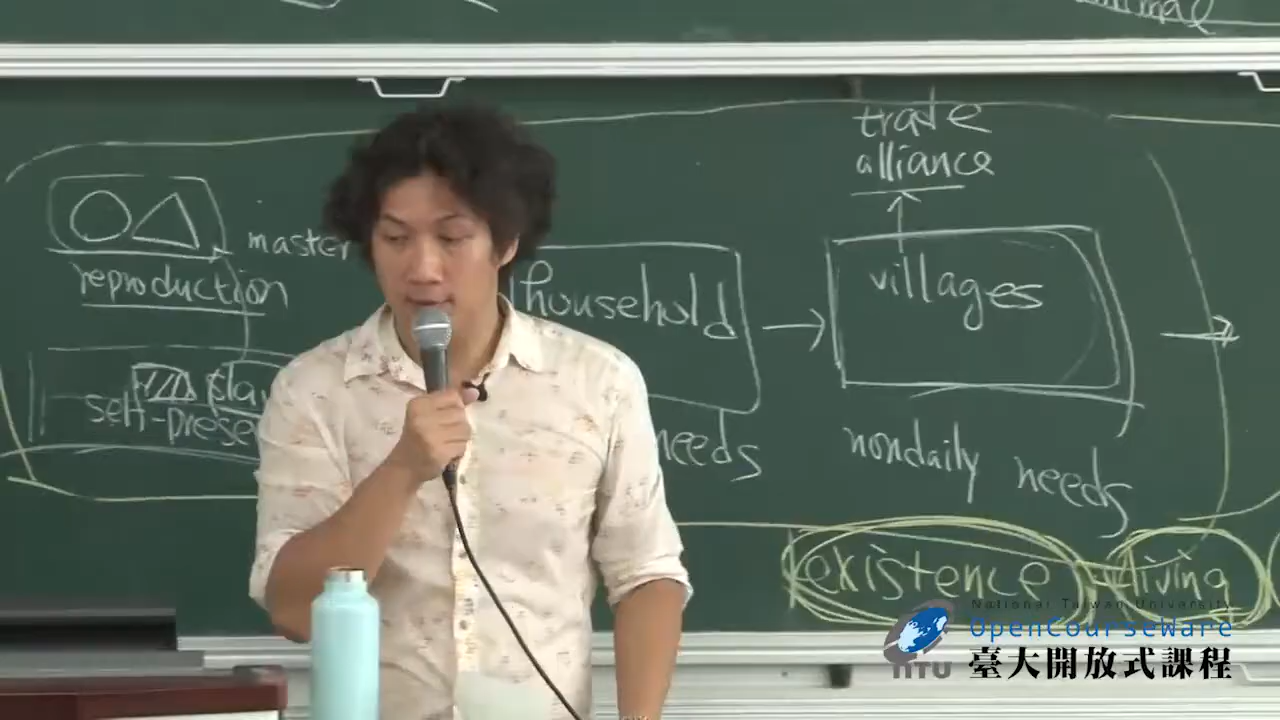 trade
alliance
master
reproduction
household
villages
self-prese
needs
nondaily needs
existence living
National Taiwan University
OpenCourseWare
NTU
臺大開放式課程